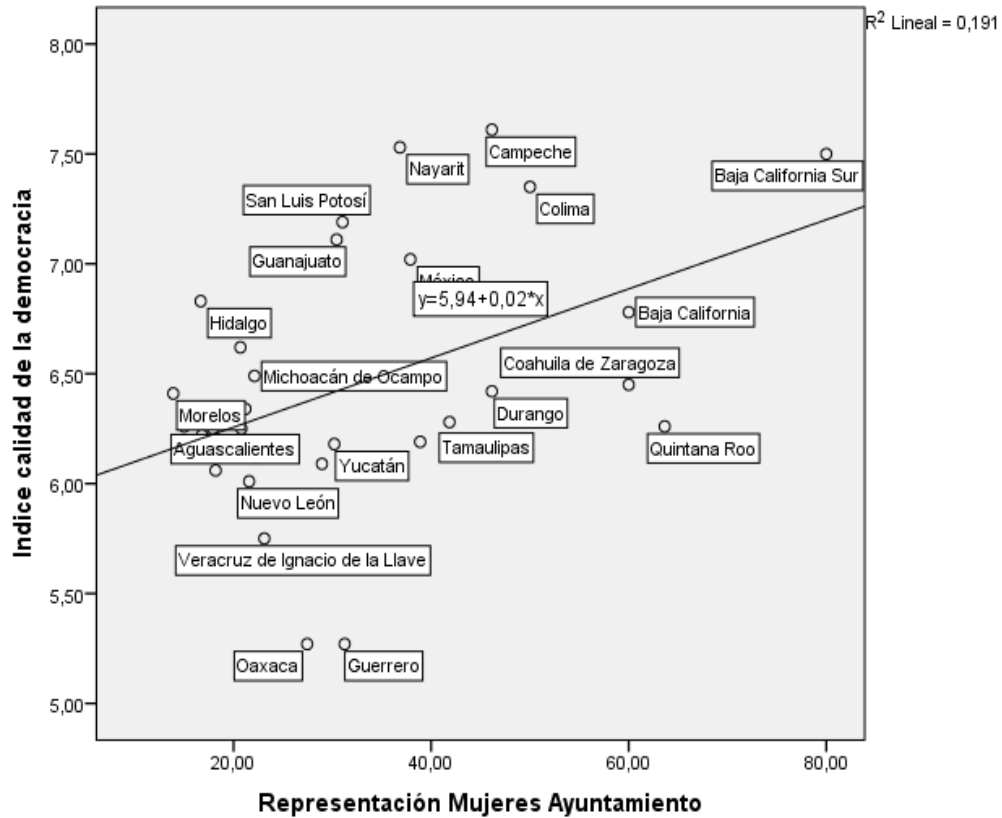 R² Lineal = 0,191
8,00
7,50
7,00
6,50
6,00
5,50
5,00
Indice calidad de la democracia
Campeche
Nayarit
Baja California Sur
San Luis Potosí
Colima
Guanajuato
México
y=5,94+0,02*x
Baja California
Hidalgo
Coahuila de Zaragoza
Michoacán de Ocampo
Morelos
Durango
Aguascalientes
Tamaulipas
Quintana Roo
Yucatán
Nuevo León
Veracruz de Ignacio de la Llave
Oaxaca
Guerrero
20,00
40,00
60,00
80,00
Representación Mujeres Ayuntamiento